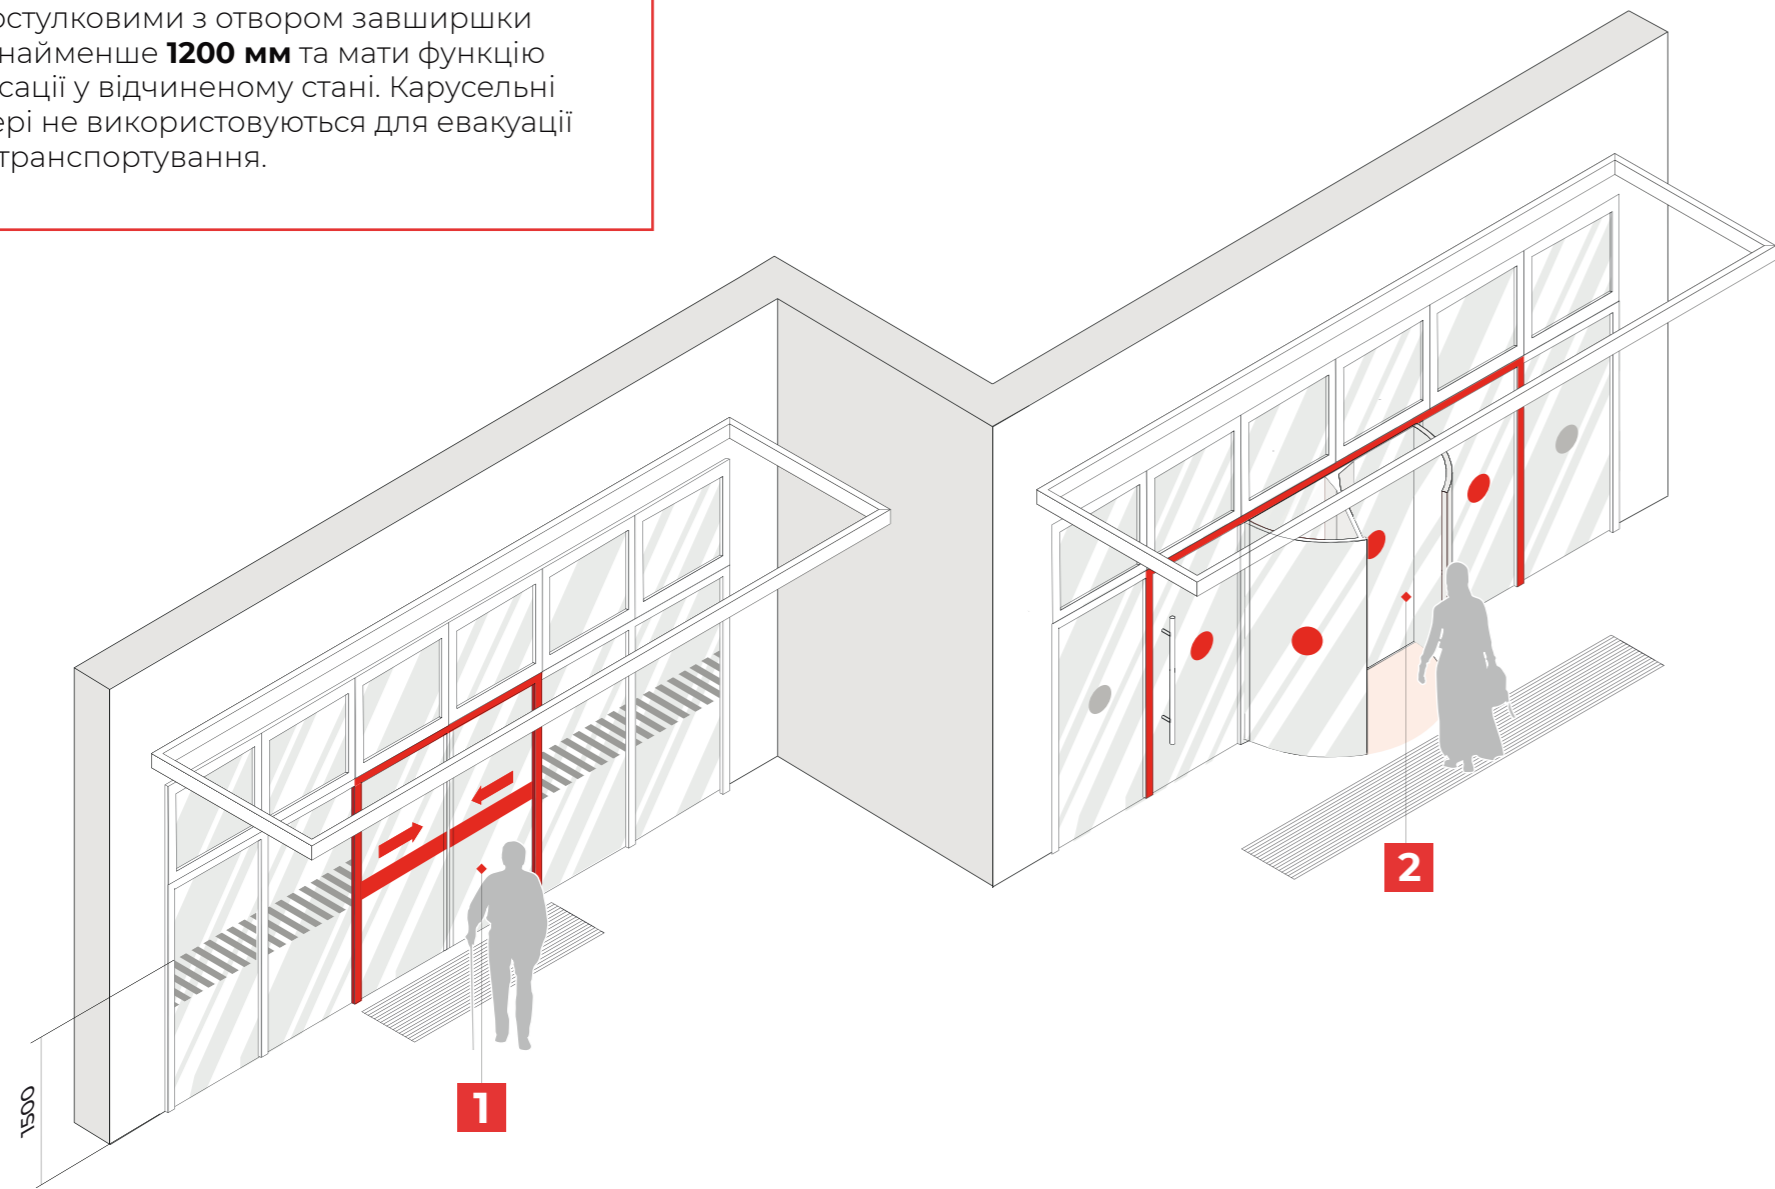 остулковими з отвором завширшки
найменше 1200 мм та мати функцію
сації у відчиненому стані. Карусельні
ері не використовуються для евакуації
транспортування.
1500
1
2